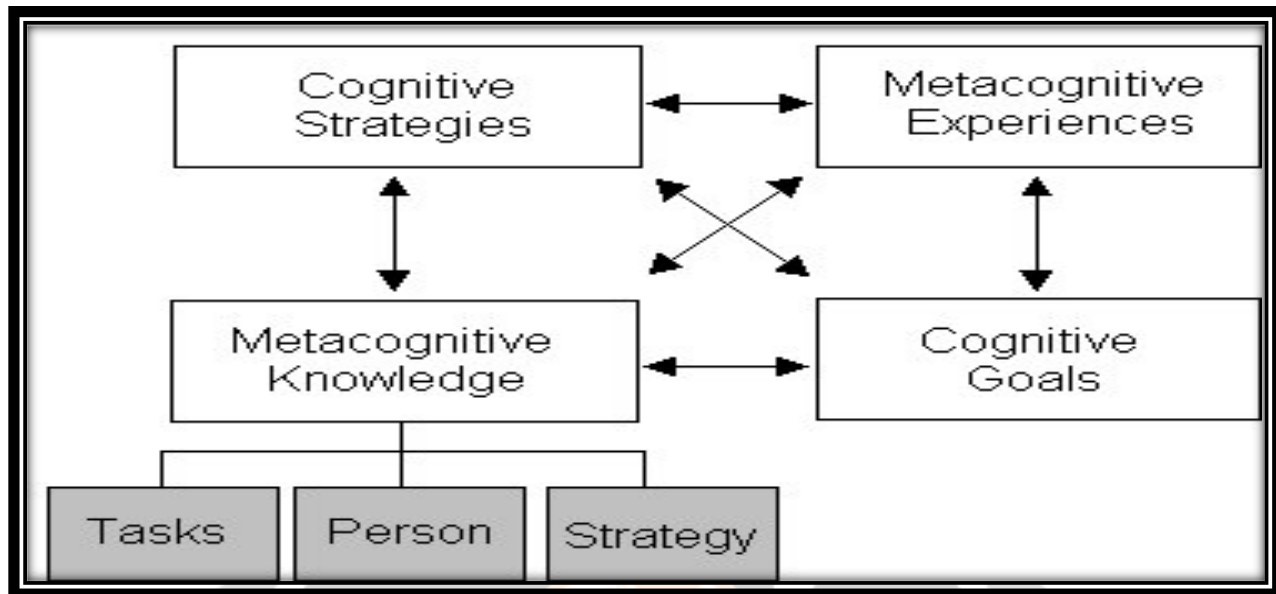 Cognitive
Strategies
Metacognitive
Experiences
Metacognitive
Knowledge
Cognitive
Goals
Tasks
Person
Strategy